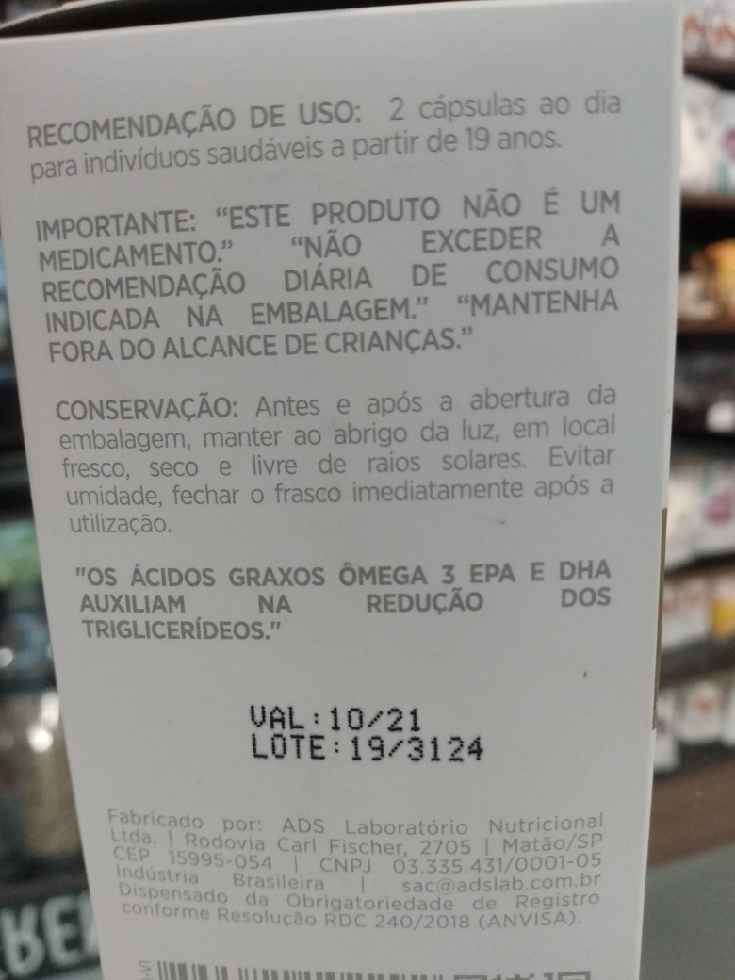 RECOMENDAÇÃO DE USO: 2 cápsulas ao dia
para indivíduos saudáveis a partir de 19 anos.
IMPORTANTE: “ESTE PRODUTO NÃO É UM
MEDICAMENTO.” “NÃO EXCEDER A
RECOMENDAÇÃO DIÁRIA DE CONSUMO
INDICADA NA EMBALAGEM.” “MANTENHA
FORA DO ALCANCE DE CRIANÇAS.”
CONSERVAÇÃO: Antes e após a abertura da
embalagem, manter ao abrigo da luz, em local
fresco, seco e livre de raios solares. Evitar
umidade, fechar o frasco imediatamente após a
utilização.
"OS ÁCIDOS GRAXOS ÔMEGA 3 EPA E DHA
AUXILIAM NA REDUÇÃO DOS
TRIGLICERÍDEOS."
VAL:10/21
LOTE:19/3124
Fabricado por: ADS Laboratório Nutricional
Ltda. | Rodovia Carl Fischer, 2705 | Matão/SP
CEP 15995-054 | CNPJ 03.335.431/0001-05
Indústria Brasileira | sac@adslab.com.br
Dispensado da Obrigatoriedade de Registro
conforme Resolução RDC 240/2018 (ANVISA).